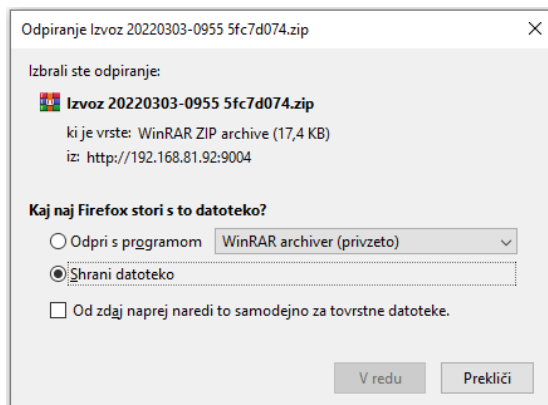 Odpiranje Izvoz 20220303-0955 5fc7d074.zip
Izbrali ste odpiranje:
Izvoz 20220303-0955 5fc7d074.zip
ki je vrste: WinRAR ZIP archive (17,4 KB)
iz: http://192.168.81.92:9004
Kaj naj Firefox stori s to datoteko?
Odpri s programom WinRAR archiver (privzeto)
Shrani datoteko
Od zdaj naprej naredi to samodejno za tovrstne datoteke.
V redu Prekliči